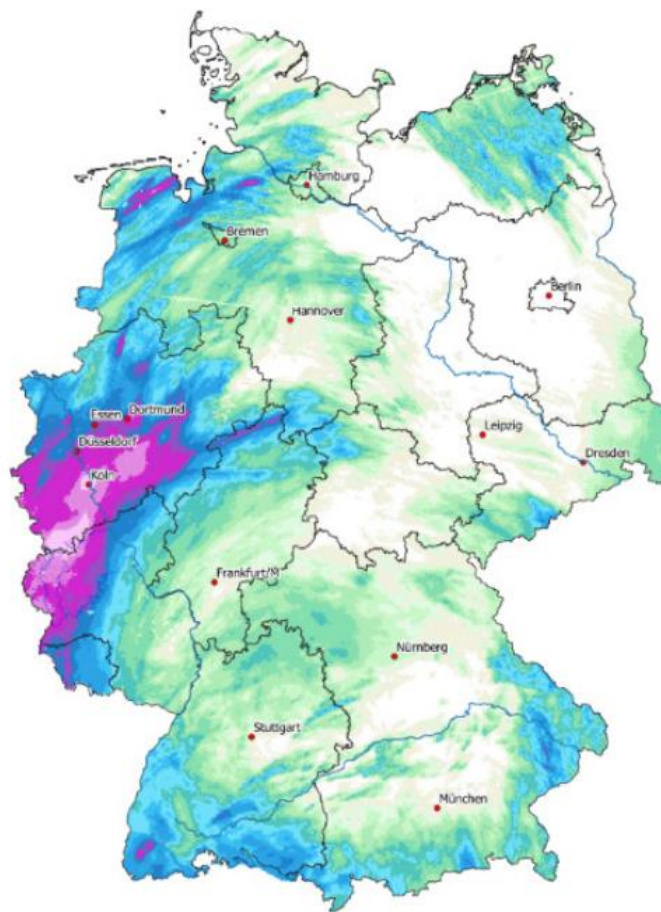 Hamburg
Bremen
Berlin
Hannover
Dortmund
Essen
Düsseldorf
Leipzig
Dresden
Köln
Frankfurt/M
Nürnberg
Stuttgart
München